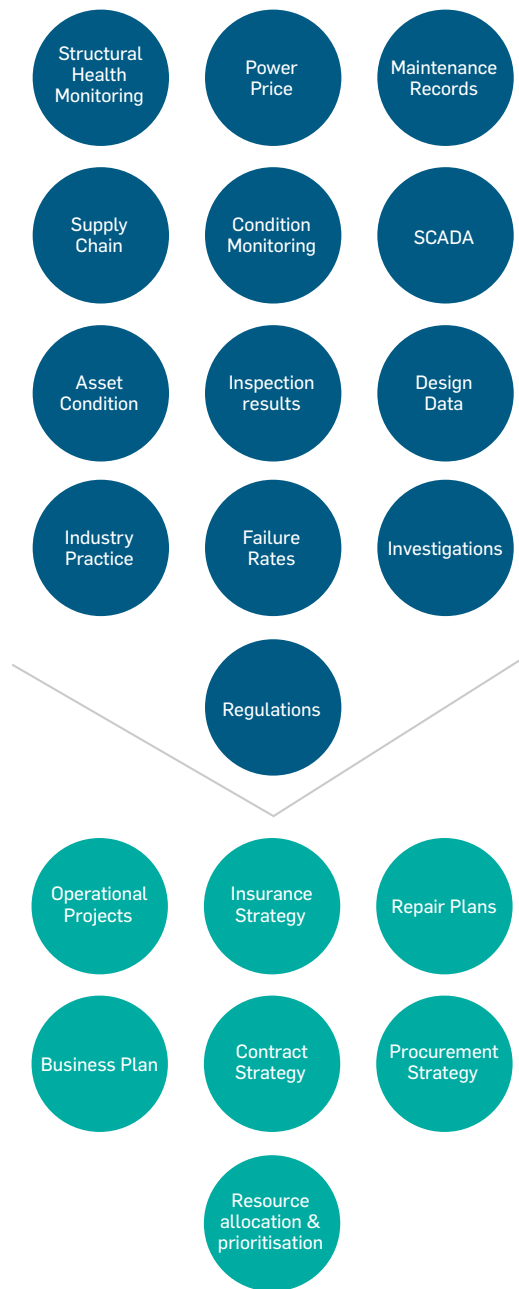 Structural
Health
Monitoring
Power
Price
Maintenance
Records
Supply
Chain
Condition
Monitoring
SCADA
Asset
Condition
Inspection
results
Design
Data
Industry
Practice
Failure
Rates
Investigations
Regulations
Operational
Projects
Insurance
Strategy
Repair Plans
Business Plan
Contract
Strategy
Procurement
Strategy
Resource
allocation &
prioritisation